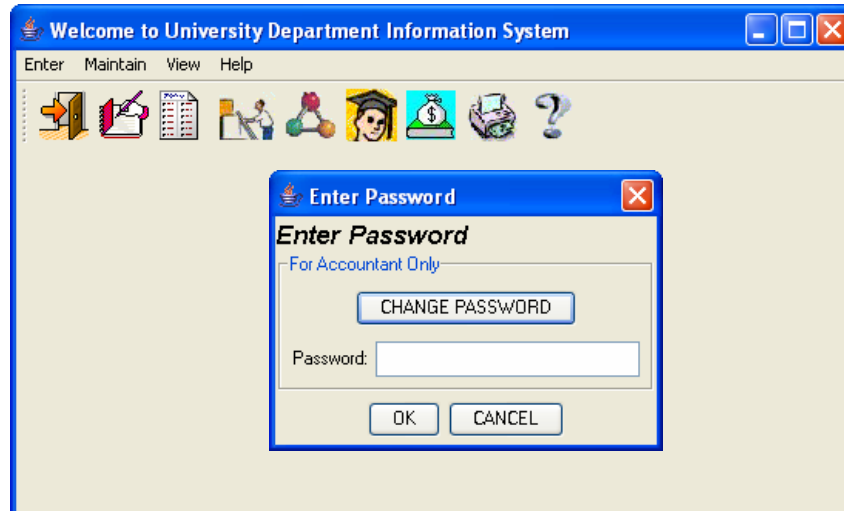 Welcome to University Department Information System
Enter Maintain View Help
Enter Password
Enter Password
For Accountant Only
CHANGE PASSWORD
Password:
OK CANCEL